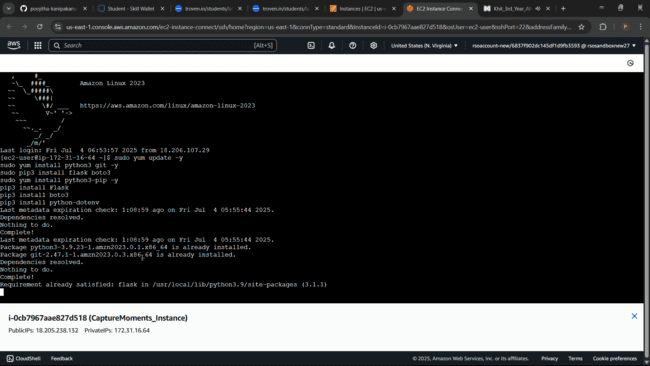 poojitha-kanipakam
Student - Skill Wallet
troven.in/students/
troven.in/students/
Instances | EC2 | us-
EC2 Instance Connect
Khit_3rd_Year_A
us-east-1.console.aws.amazon.com/ec2-instance-connect/ssh/home?region=us-east-1&connType=standard&instanceId=i-0cb7967aae827d518&osUser=ec2-user&sshPort=22&addressFamily...
aws
Search
[Alt+S]
United States (N. Virginia)
rsoaccount-new/6837f902dc145df1d9fb3593 @ rsosandboxnew27
Amazon Linux 2023
https://aws.amazon.com/linux/amazon-linux-2023
Last login: Fri Jul  4 06:53:57 2025 from 18.206.107.29
[ec2-user@ip-172-31-16-64 ~]$ sudo yum update -y
sudo yum install python3 git -y
sudo pip3 install flask boto3
sudo yum install python3-pip -y
pip3 install Flask
pip3 install boto3
pip3 install python-dotenv
Last metadata expiration check: 1:08:59 ago on Fri Jul  4 05:55:44 2025.
Dependencies resolved.
Nothing to do.
Complete!
Last metadata expiration check: 1:08:59 ago on Fri Jul  4 05:55:44 2025.
Package python3-3.9.23-1.amzn2023.0.1.x86_64 is already installed.
Package git-2.47.1-1.amzn2023.0.3.x86_64 is already installed.
Dependencies resolved.
Nothing to do.
Complete!
Requirement already satisfied: flask in /usr/local/lib/python3.9/site-packages (3.1.1)
i-0cb7967aae827d518 (CaptureMoments_Instance)
PublicIPs: 18.205.238.132 PrivateIPs: 172.31.16.64
CloudShell
Feedback
© 2025, Amazon Web Services, Inc. or its affiliates.
Privacy
Terms
Cookie preferences